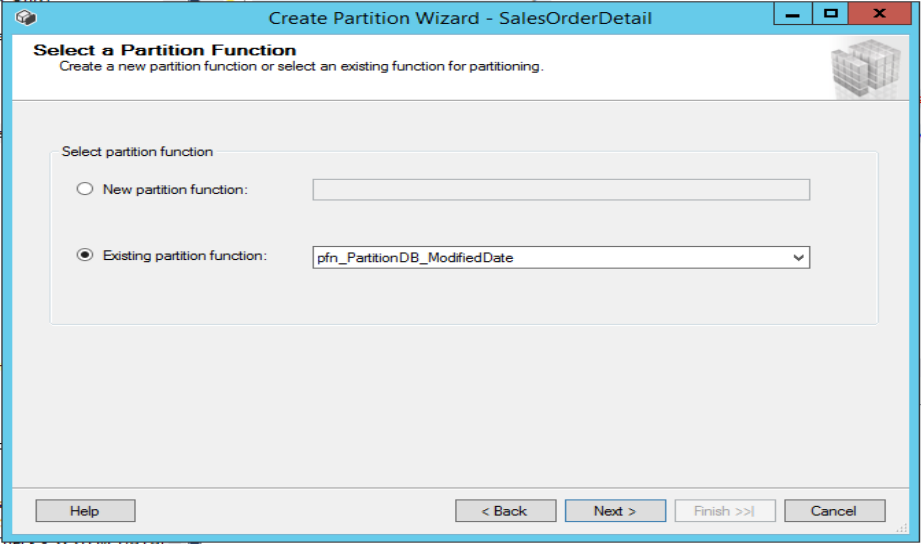 Create Partition Wizard - SalesOrderDetail
Select a Partition Function
Create a new partition function or select an existing function for partitioning.
Select partition function
New partition function:
Existing partition function:
pfn_PartitionDB_ModifiedDate
Help
< Back
Next >
Finish >>|
Cancel